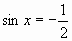 sin x = -1/2